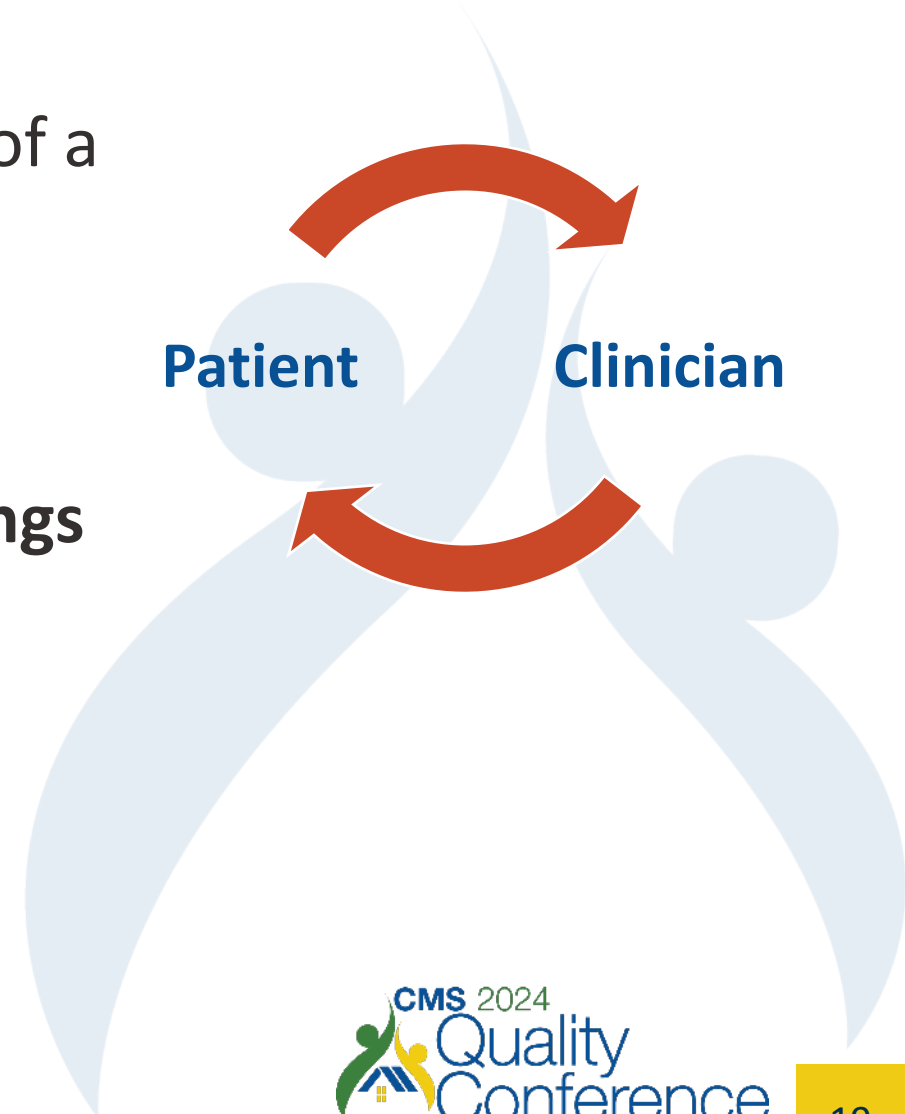 of a
Patient Clinician
ngs
CMS 2024
Quality
Conference